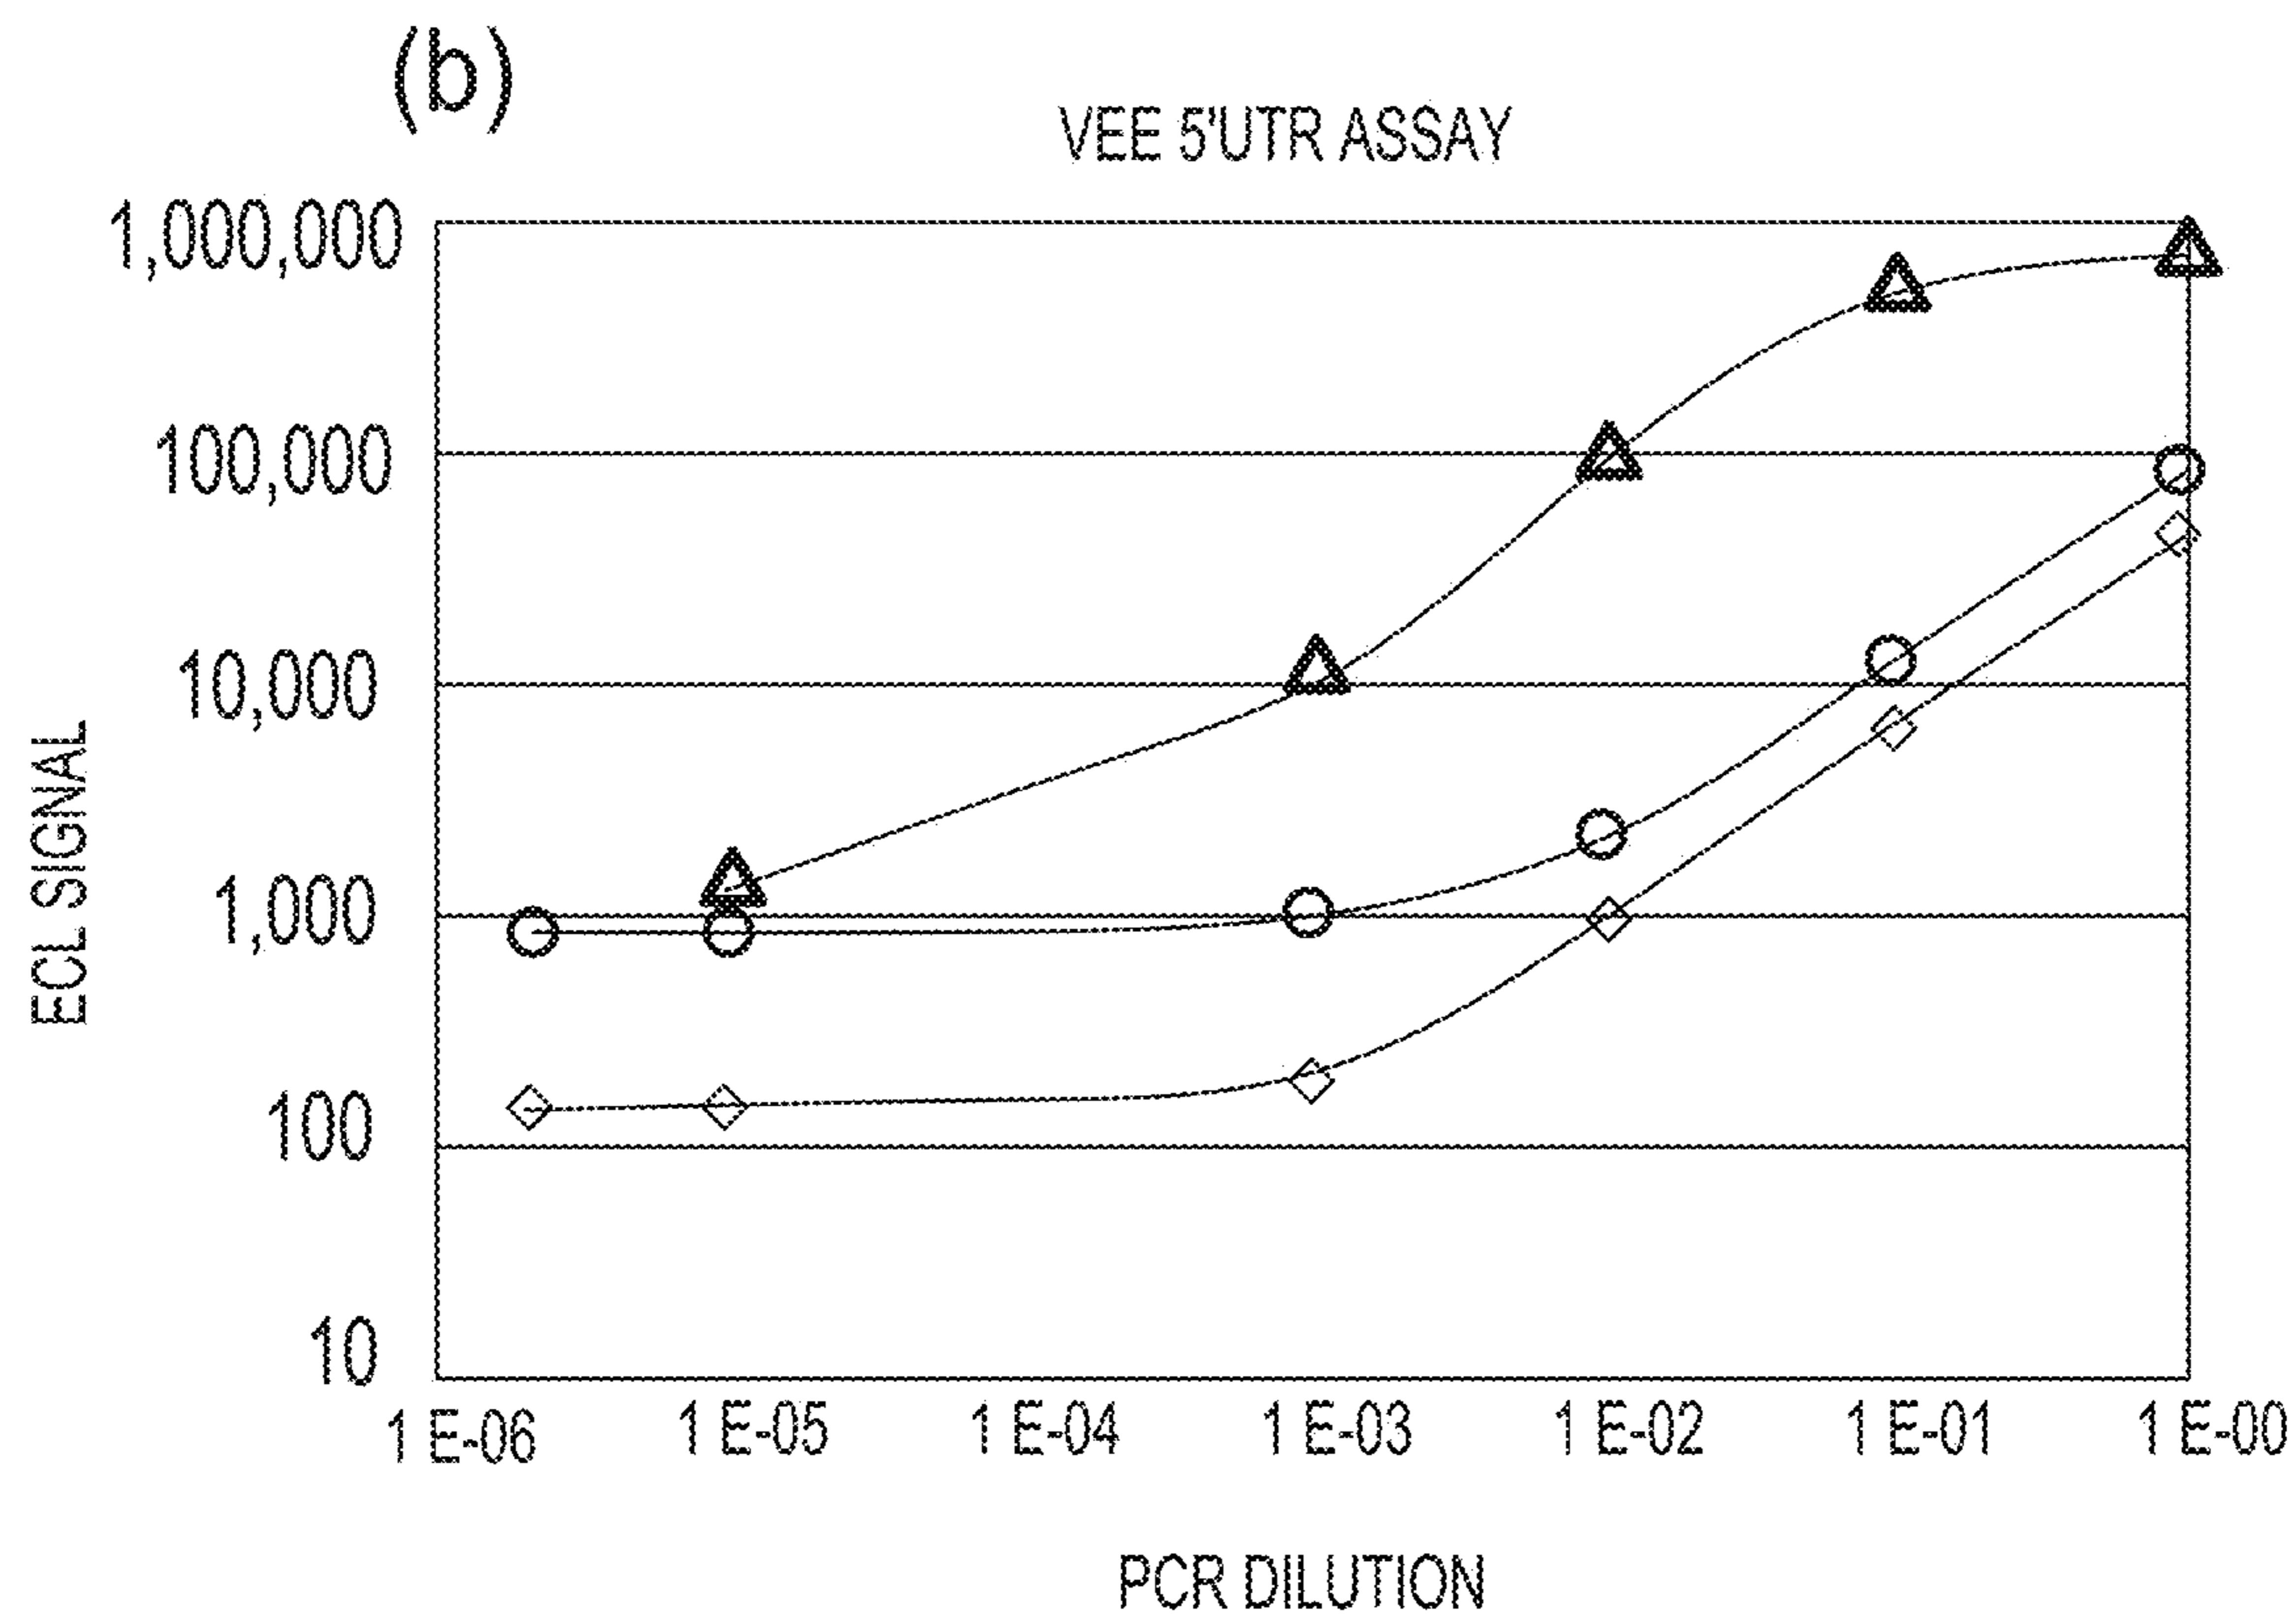 (b)
VEE 5'UTR ASSAY
1,000,000
100,000
10,000
1,000
100
10
ECL SIGNAL
1 E-06 1 E-05 1 E-04 1 E-03 1 E-02 1 E-01 1 E-00
PCR DILUTION